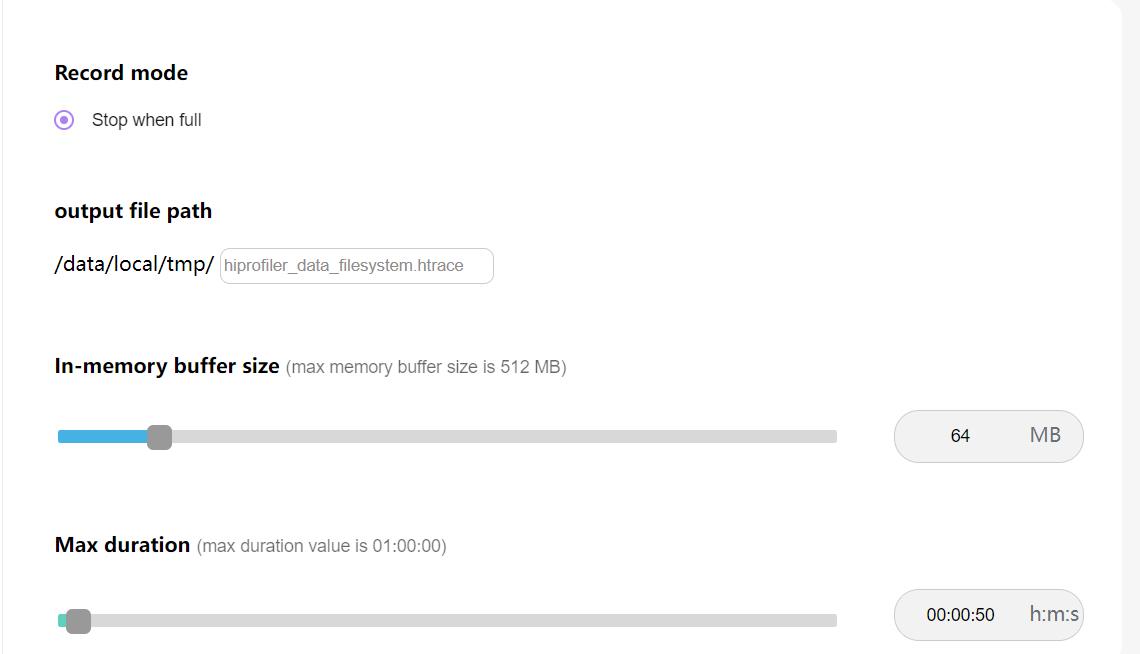 Record mode
Stop when full
output file path
/data/local/tmp/ hiprofiler_data_filesystem.htrace
In-memory buffer size (max memory buffer size is 512 MB)
64 MB
Max duration (max duration value is 01:00:00)
00:00:50 h:m:s